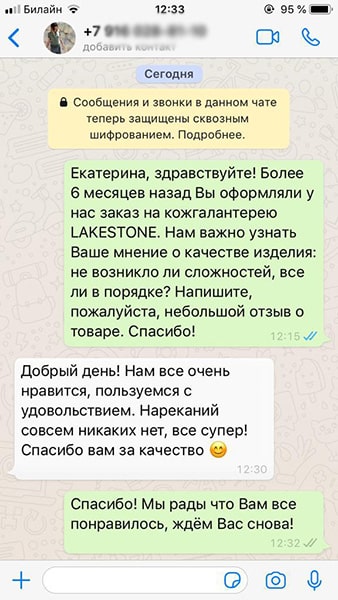 Билайн 12:33 95 %
+7 916
добавить контакт
Сегодня
Сообщения и звонки в данном чате
теперь защищены сквозным
шифрованием. Подробнее.
Екатерина, здравствуйте! Более
6 месяцев назад Вы оформляли у
нас заказ на кожгалантерею
LAKESTONE. Нам важно узнать
Ваше мнение о качестве изделия:
не возникло ли сложностей, все
ли в порядке? Напишите,
пожалуйста, небольшой отзыв о
товаре. Спасибо!
12:15
Добрый день! Нам все очень
нравится, пользуемся с
удовольствием. Нареканий
совсем никаких нет, все супер!
Спасибо вам за качество 😊
12:30
Спасибо! Мы рады что Вам все
понравилось, ждём Вас снова!
12:32